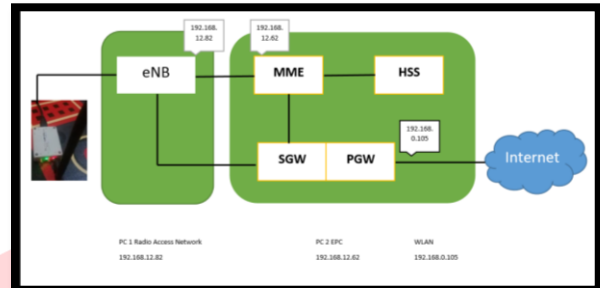 192.168.
12.82
192.168.
12.62
eNB
MME
HSS
192.168.
0.105
SGW
PGW
Internet
PC 1 Radio Access Network
192.168.12.82
PC 2 EPC
192.168.12.62
WLAN
192.168.0.105